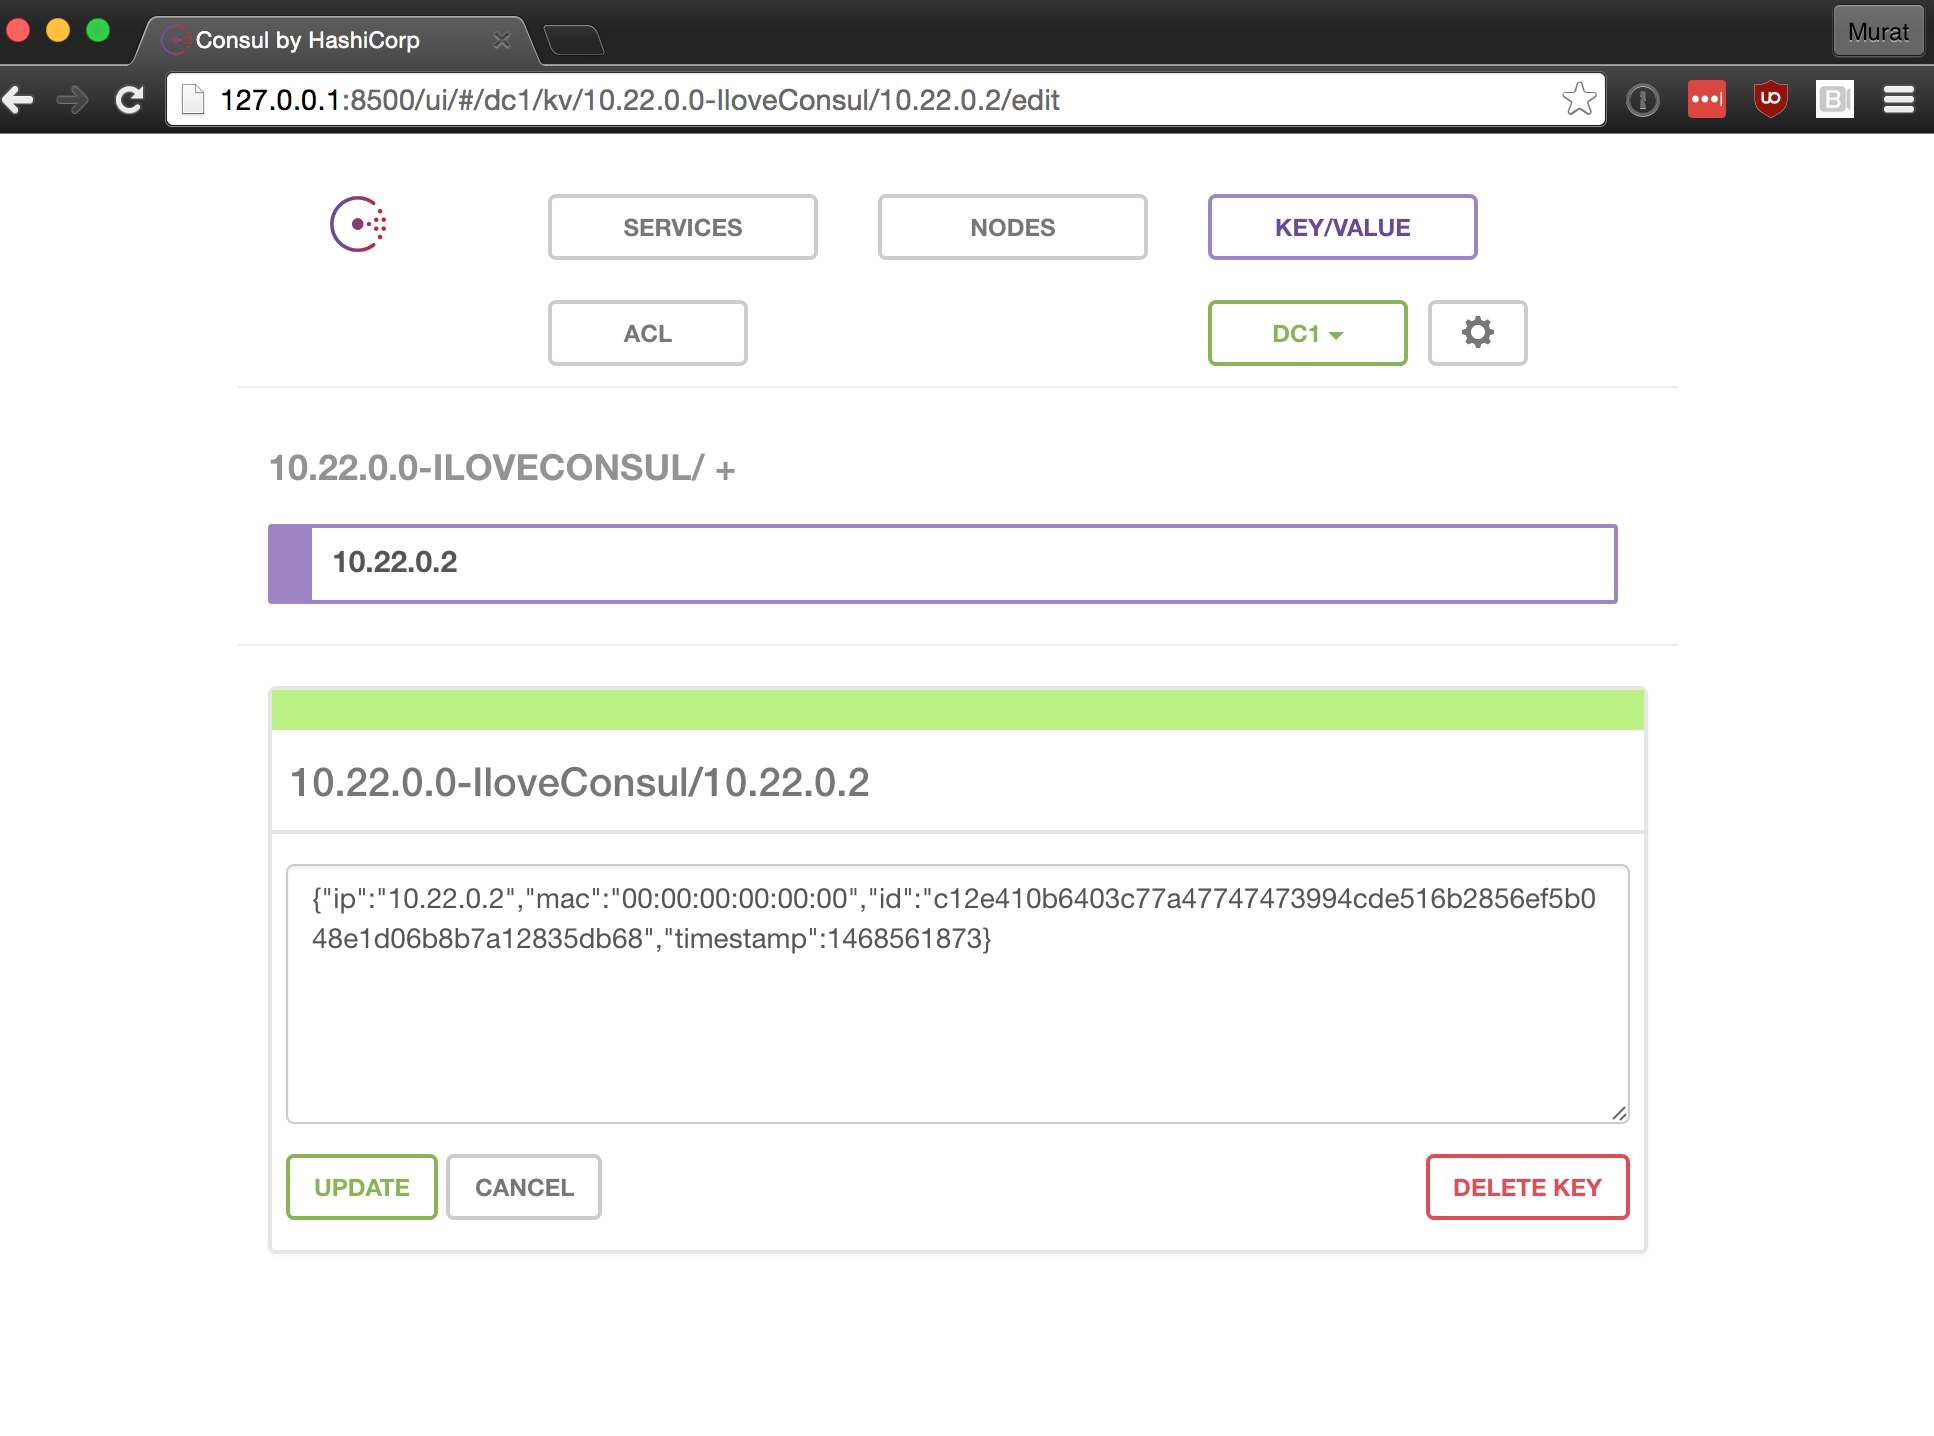 Consul by HashiCorp
Murat
127.0.0.1:8500/ui/#/dc1/kv/10.22.0.0-IloveConsul/10.22.0.2/edit
SERVICES
NODES
KEY/VALUE
ACL
DC1
10.22.0.0-ILOVECONSUL/ +
10.22.0.2
10.22.0.0-IloveConsul/10.22.0.2
{"ip":"10.22.0.2","mac":"00:00:00:00:00:00","id":"c12e410b6403c77a47747473994cde516b2856ef5b0
48e1d06b8b7a12835db68","timestamp":1468561873}
UPDATE
CANCEL
DELETE KEY